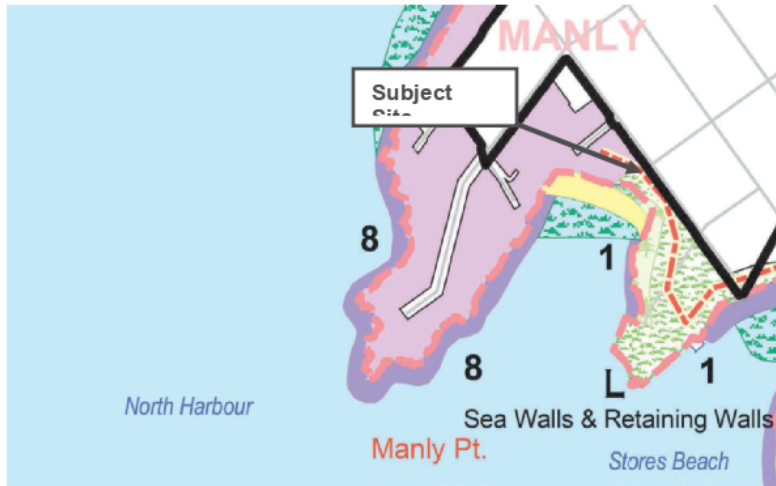 MANLY
Subject
8
1
8
1
L
Sea Walls & Retaining Walls
North Harbour
Manly Pt.
Stores Beach